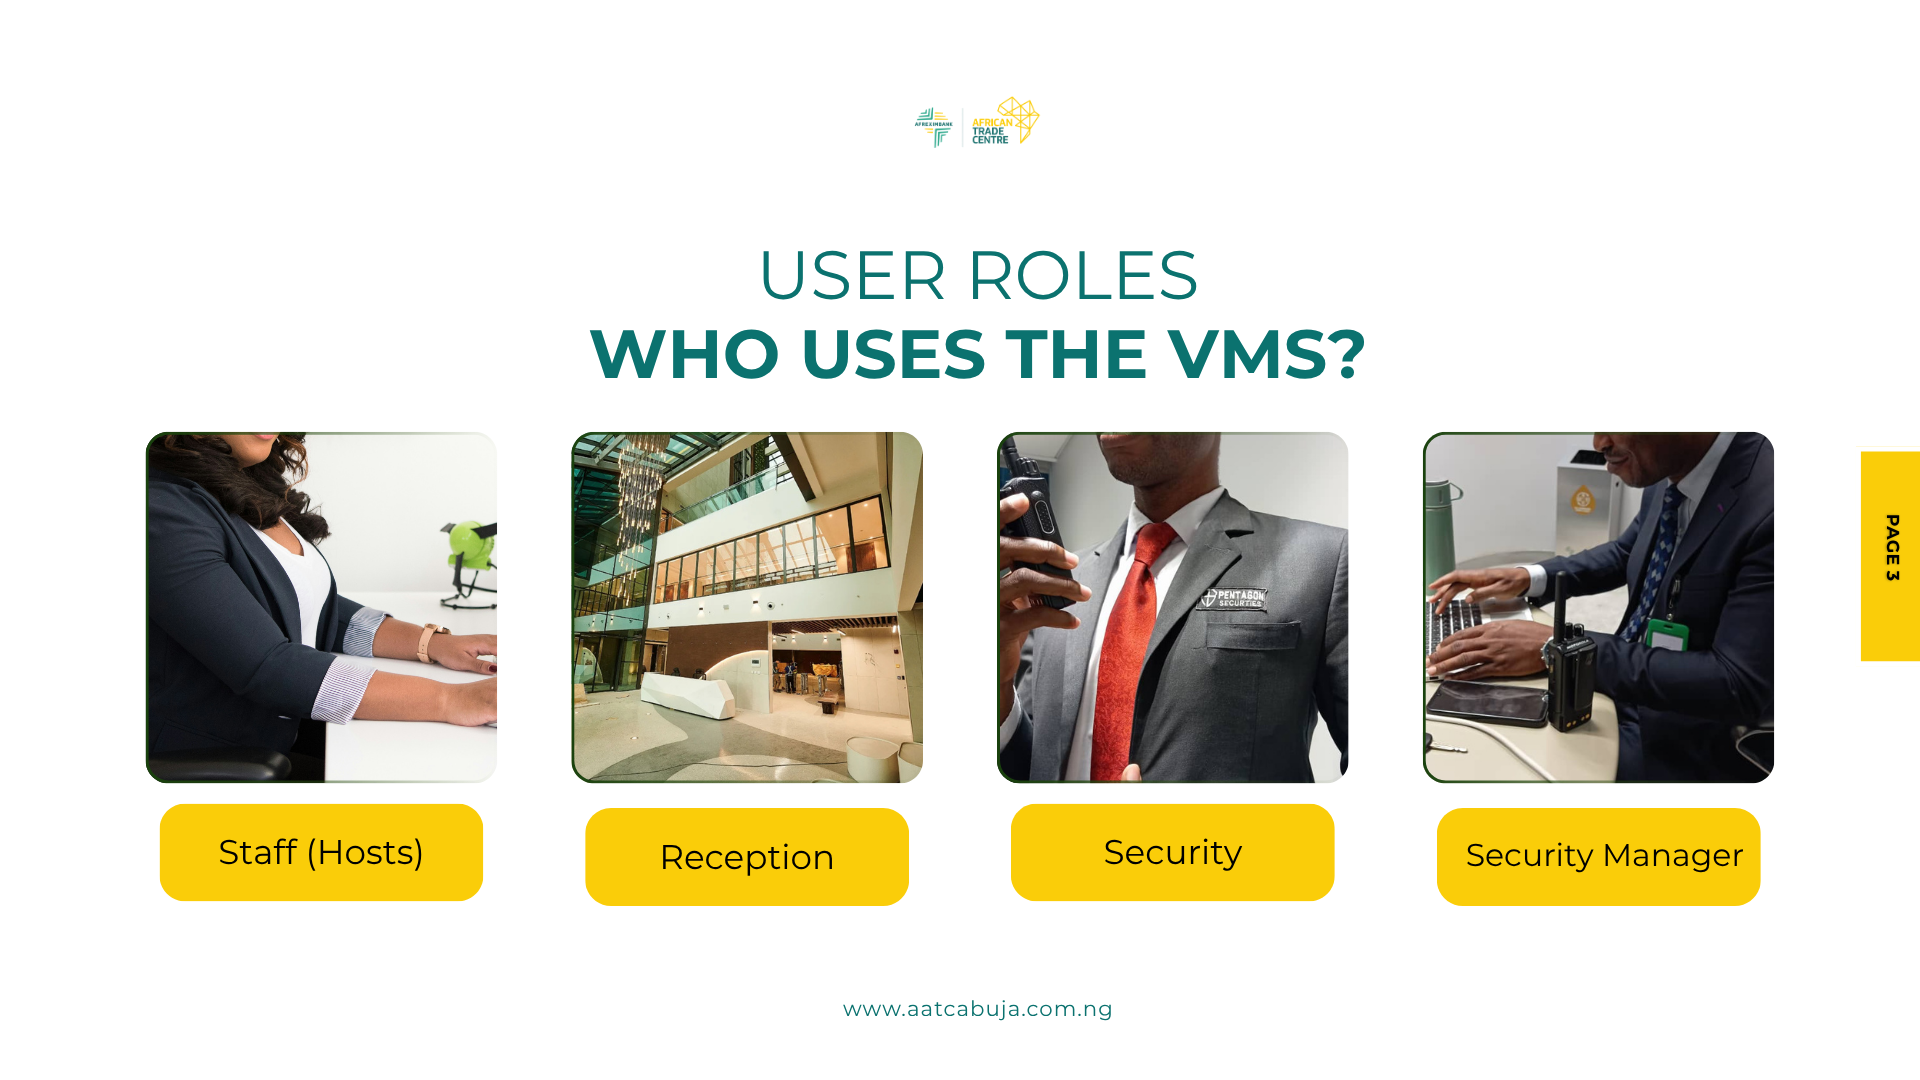 AFREXIMBANK
AFRICAN
TRADE
CENTRE
USER ROLES
WHO USES THE VMS?
PENTAGON
SECURITIES
PAGE 3
Staff (Hosts)
Reception
Security
Security Manager
www.aatcabuja.com.ng